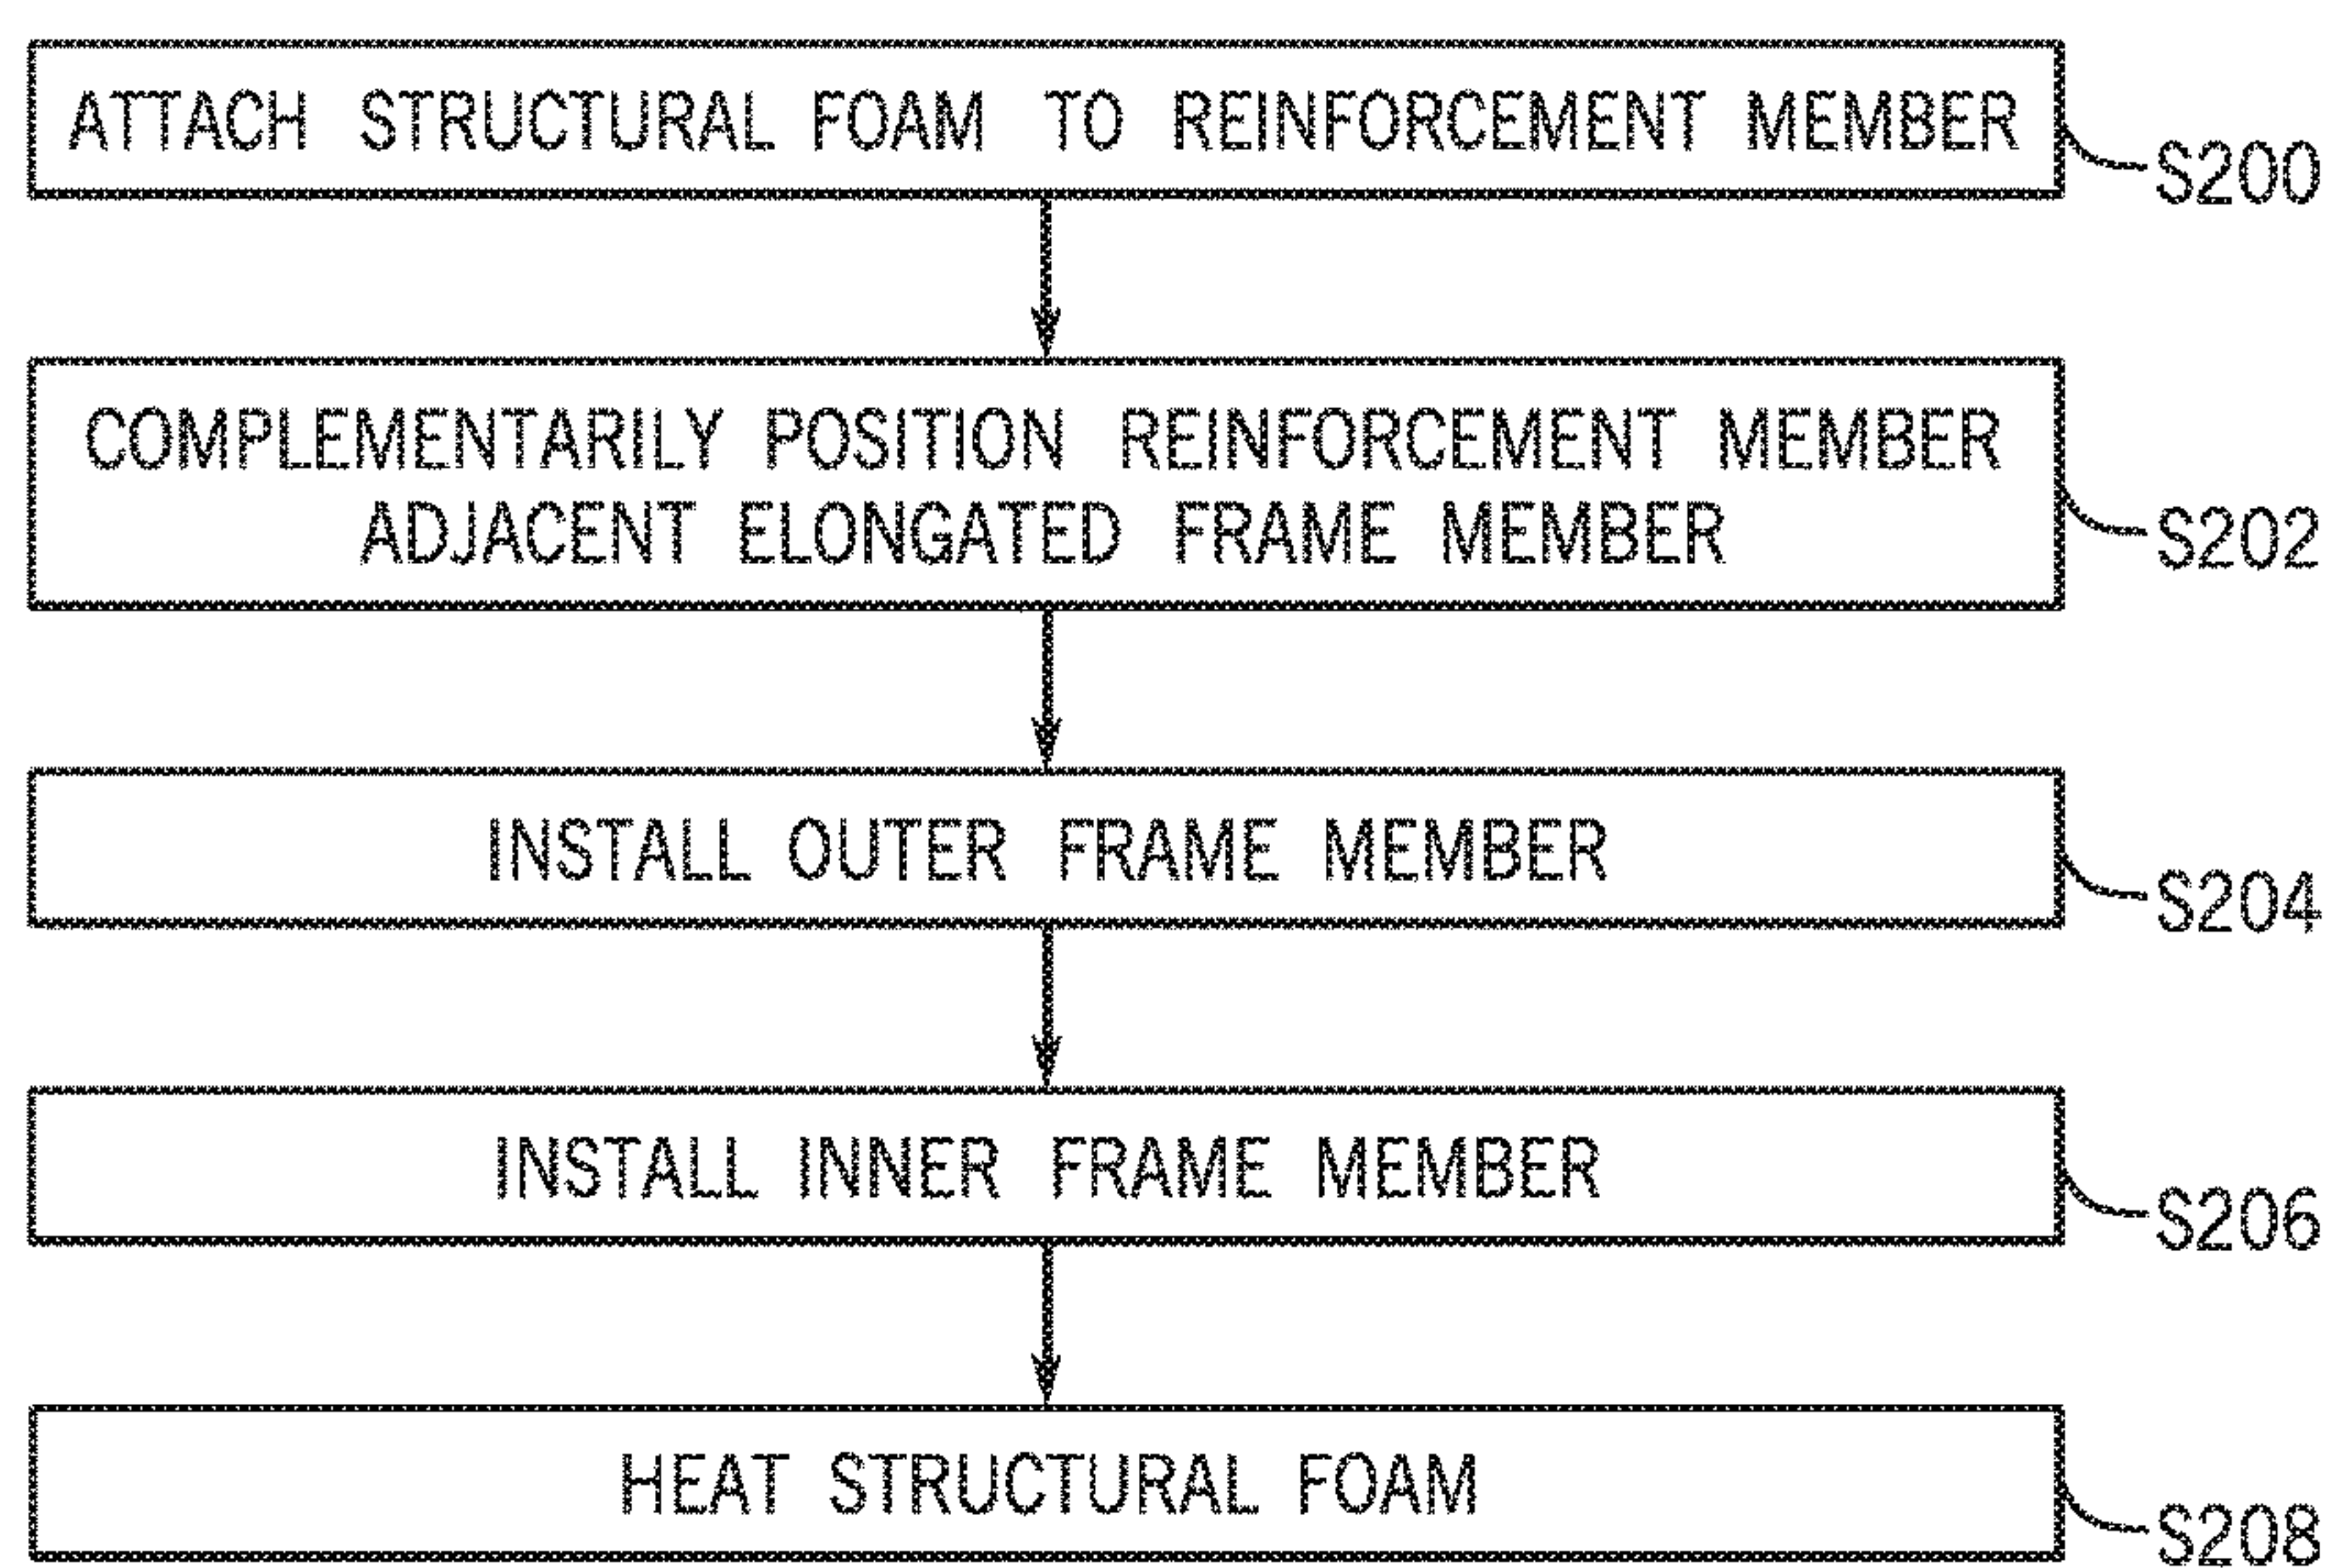 ATTACH STRUCTURAL FOAM TO REINFORCEMENT MEMBER
S200
COMPLEMENTARILY POSITION REINFORCEMENT MEMBER
ADJACENT ELONGATED FRAME MEMBER
S202
INSTALL OUTER FRAME MEMBER
S204
INSTALL INNER FRAME MEMBER
S206
HEAT STRUCTURAL FOAM
S208